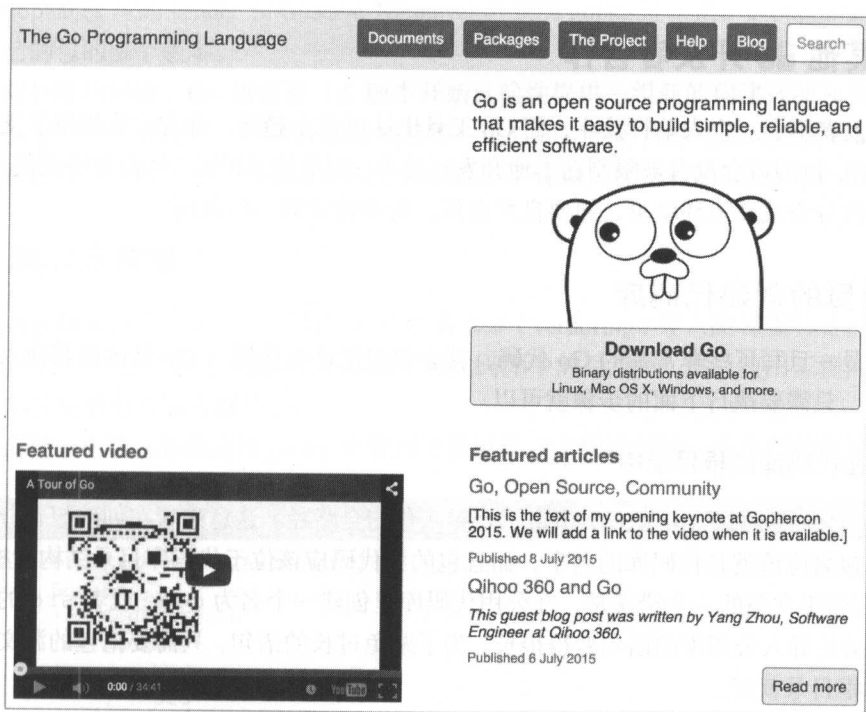 The Go Programming Language
Documents
Packages
The Project
Help
Blog
Search
Go is an open source programming language
that makes it easy to build simple, reliable, and
efficient software.
Download Go
Binary distributions available for
Linux, Mac OS X, Windows, and more.
Featured video
A Tour of Go
0:00 / 34:41
YouTube
Featured articles
Go, Open Source, Community
This is the text of my opening keynote at Gophercon
2015. We will add a link to the video when it is available.]
Published 8 July 2015
Qihoo 360 and Go
This guest blog post was written by Yang Zhou, Software
Engineer at Qihoo 360.
Published 6 July 2015
Read more